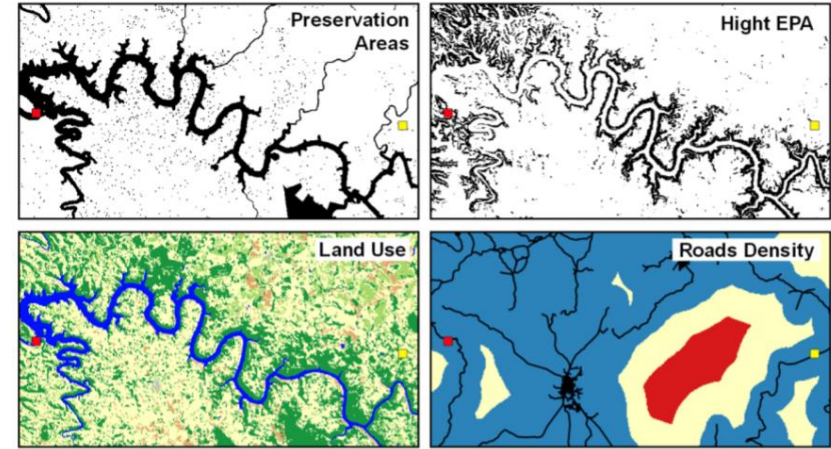 Preservation
Areas
Hight EPA
Land Use
Roads Density